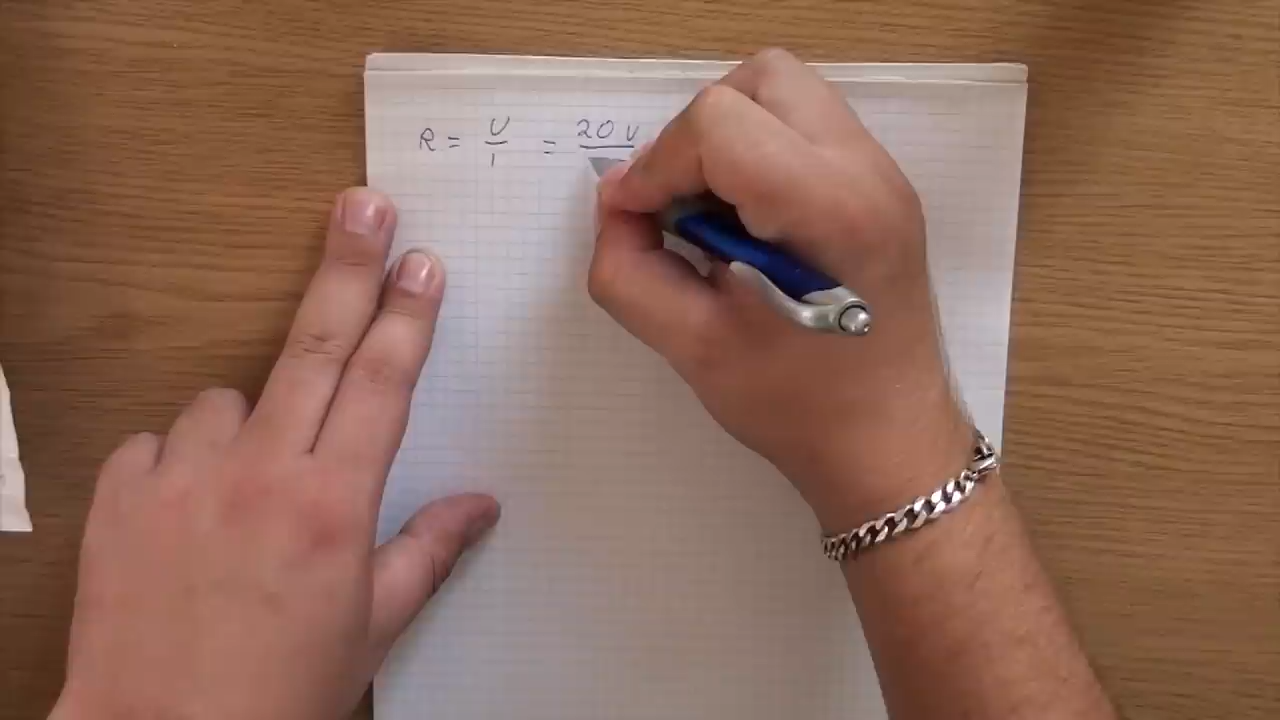 R = U/I = 20 V